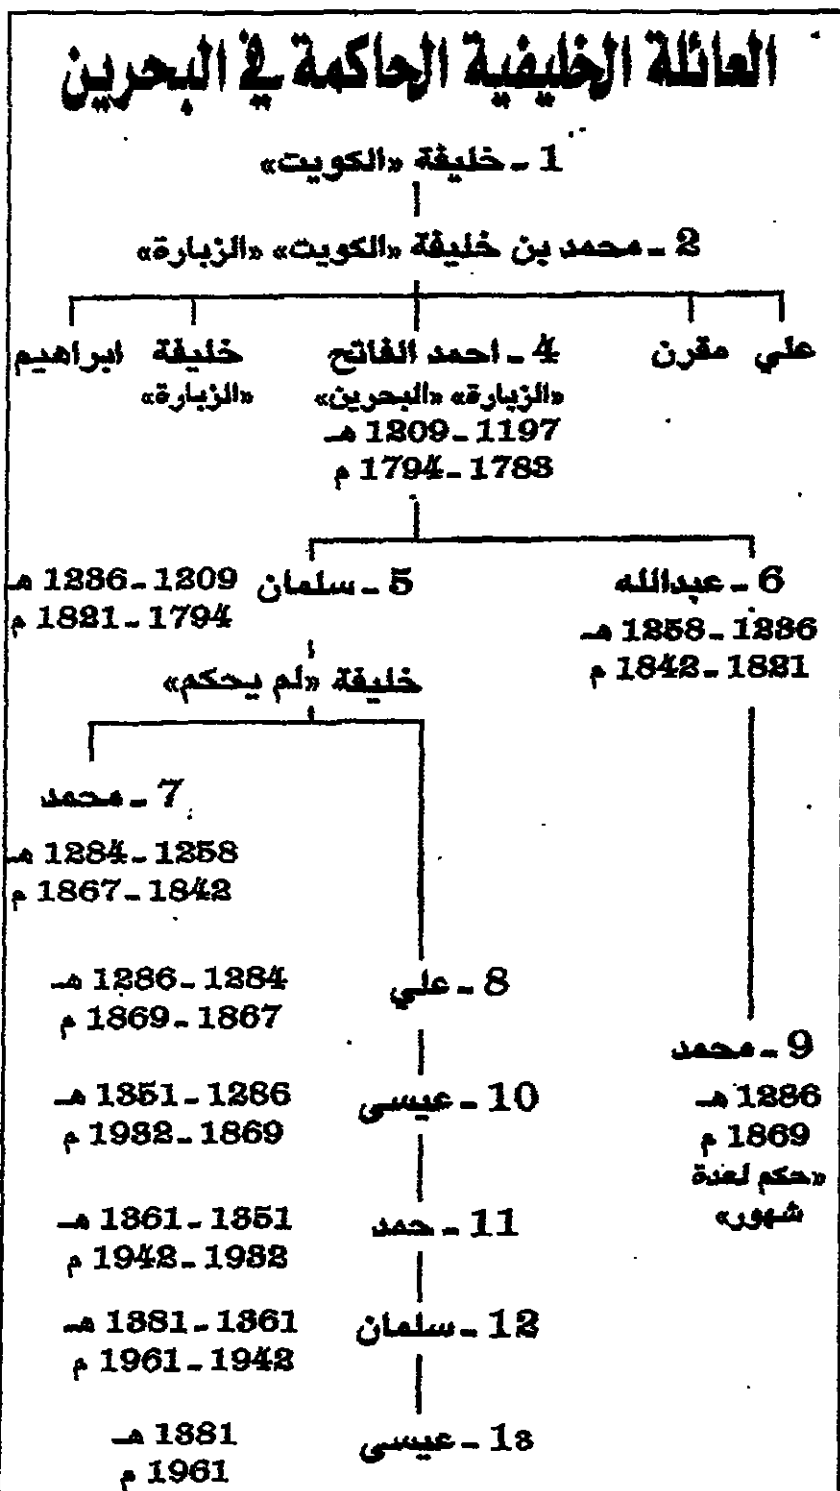 العائلة الخليفية الحاكمة في البحرين
1 - خليفة «الكويت»
2 - محمد بن خليفة «الكويت» «الزبارة»
علي
مقرن
4 - احمد الفاتح
«الزبارة» «البحرين»
1197-1209 هـ
1783-1794 م
خليفة
«الزبارة»
ابراهيم
6 - عبدالله
1236-1258 هـ
1821-1842 م
5 - سلمان
1209-1236 هـ
1794-1821 م
خليفة «لم يحكم»
7 - محمد
1258-1284 هـ
1842-1867 م
8 - علي
1284-1286 هـ
1867-1869 م
9 - محمد
1286 هـ
1869 م
«حكم لعدة
شهور»
10 - عيسى
1286-1351 هـ
1869-1932 م
11 - حمد
1351-1361 هـ
1932-1942 م
12 - سلمان
1361-1381 هـ
1942-1961 م
13 - عيسى
1381 هـ
1961 م